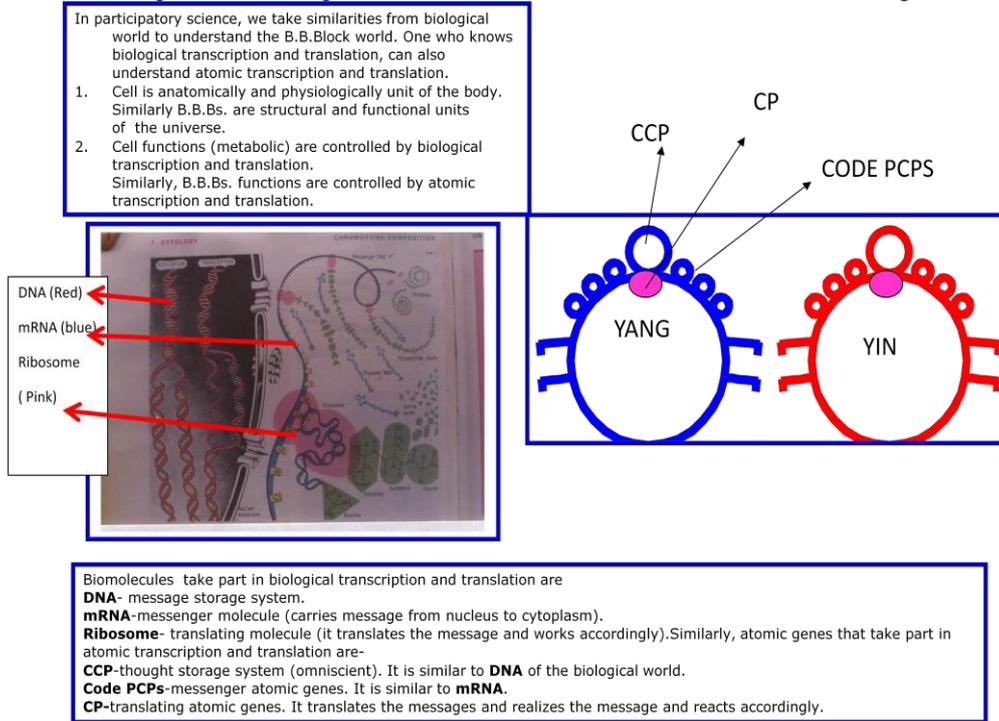 In participatory science, we take similarities from biological
world to understand the B.B.Block world. One who knows
biological transcription and translation, can also
understand atomic transcription and translation.
1. Cell is anatomically and physiologically unit of the body.
Similarly B.B.Bs. are structural and functional units
of the universe.
2. Cell functions (metabolic) are controlled by biological
transcription and translation.
Similarly, B.B.Bs. functions are controlled by atomic
transcription and translation.
CP
CCP
CODE PCPS
YANG
YIN
DNA (Red)
mRNA (blue)
Ribosome
( Pink)
CYTOLOGY
CHROMOSOME-COMPOSITION
Biomolecules take part in biological transcription and translation are
DNA- message storage system.
mRNA-messenger molecule (carries message from nucleus to cytoplasm).
Ribosome- translating molecule (it translates the message and works accordingly).Similarly, atomic genes that take part in
atomic transcription and translation are-
CCP-thought storage system (omniscient). It is similar to DNA of the biological world.
Code PCPs-messenger atomic genes. It is similar to mRNA.
CP-translating atomic genes. It translates the messages and realizes the message and reacts accordingly.